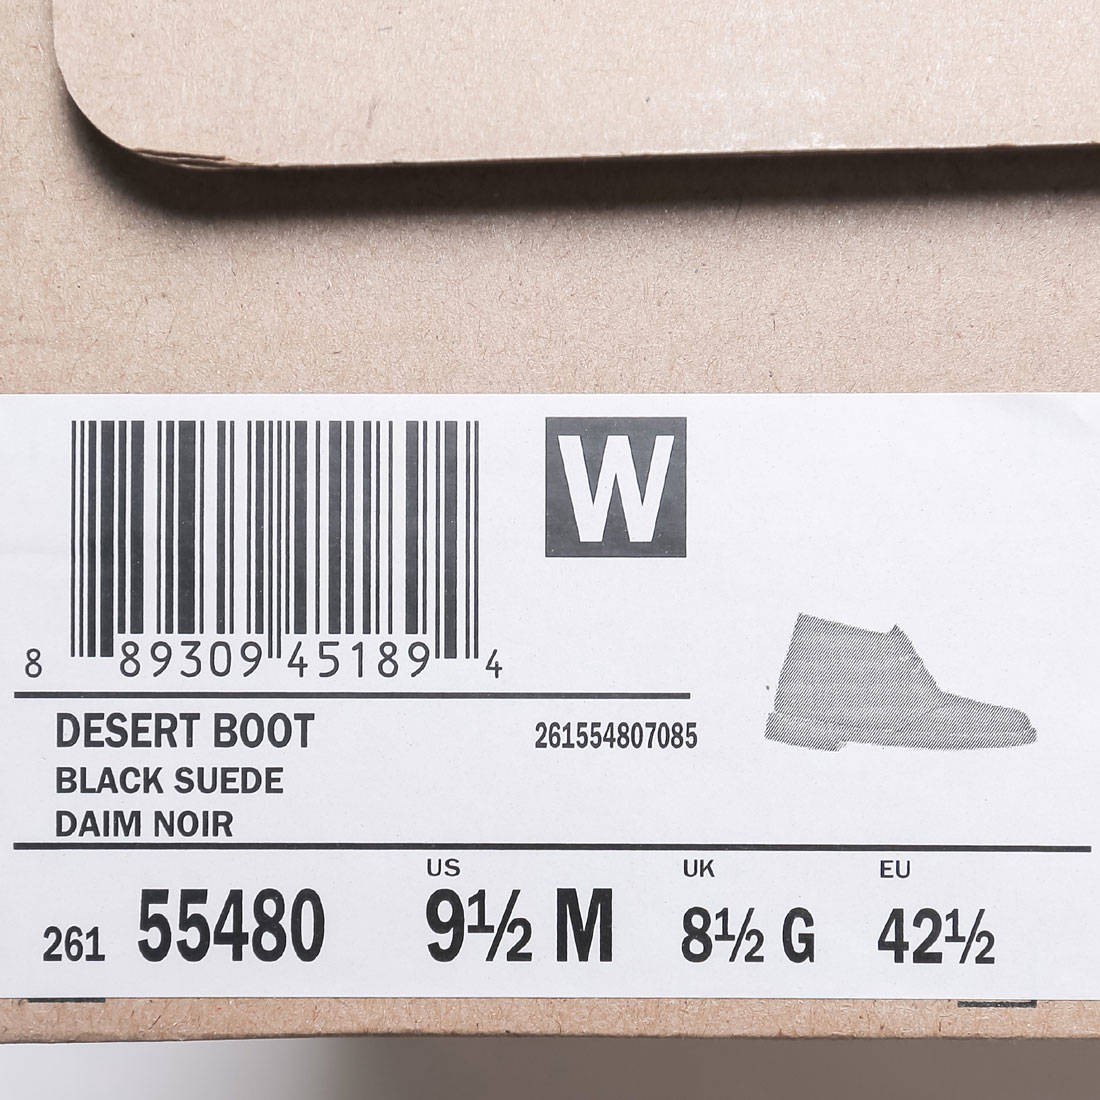 W
8 89309 45189 4
DESERT BOOT
261554807085
BLACK SUEDE
DAIM NOIR
US UK EU
261 55480 9½ M 8½ G 42½